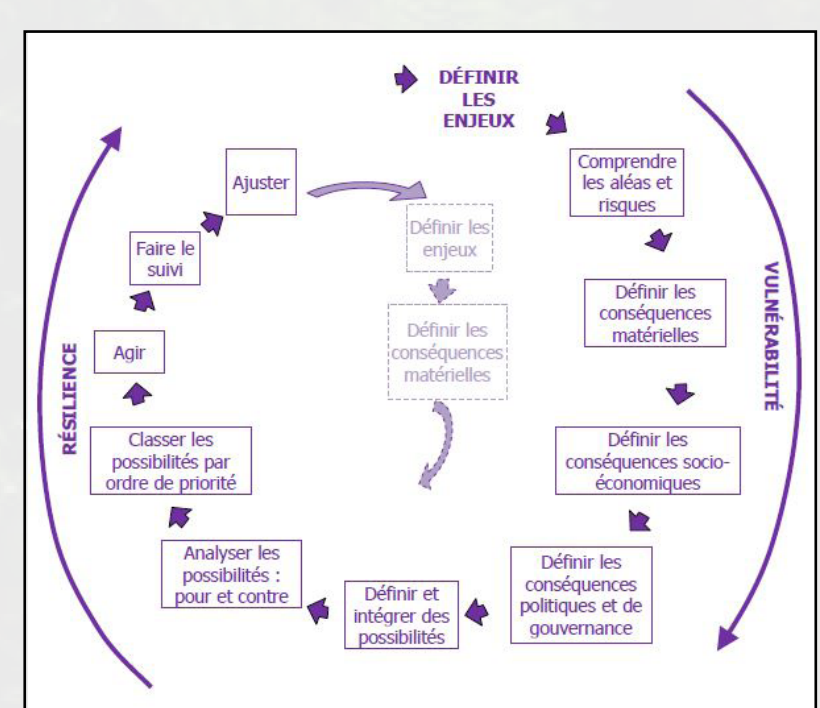 DÉFINIR
LES
ENJEUX
Comprendre
les aléas et
risques
Définir les
conséquences
matérielles
Définir les
conséquences socio-
économiques
Définir les
conséquences
politiques et de
gouvernance
Définir et
intégrer des
possibilités
Analyser les
possibilités :
pour et contre
Classer les
possibilités par
ordre de priorité
Agir
Faire le
suivi
Ajuster
Définir les
enjeux
Définir les
conséquences
matérielles
VULNÉRABILITÉ
RÉSILIENCE